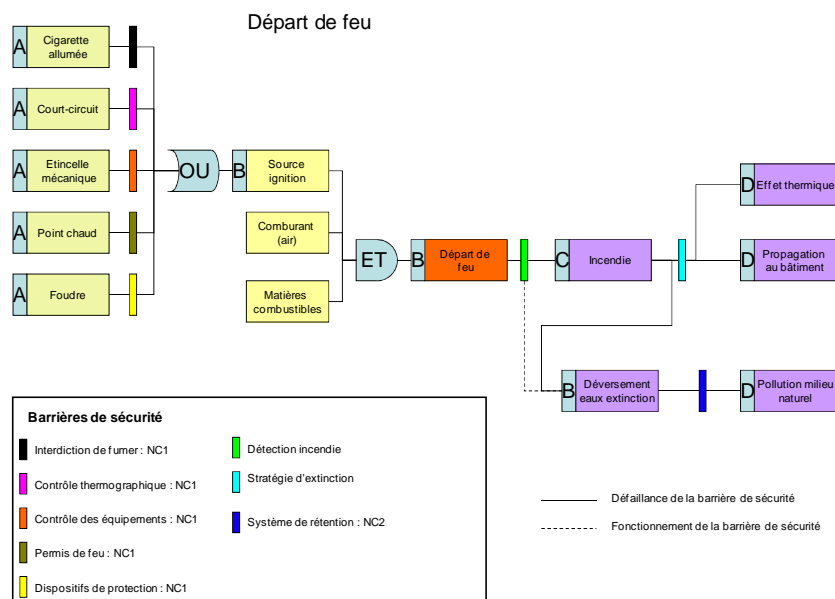 Départ de feu
A
Cigarette
allumée
A
Court-circuit
A
Etincelle
mécanique
OU
B
Source
ignition
D
Effet thermique
A
Point chaud
Comburant
(air)
ET
B
Départ de
feu
C
Incendie
D
Propagation
au bâtiment
A
Foudre
Matières
combustibles
B
Déversement
eaux extinction
D
Pollution milieu
naturel
Barrières de sécurité
Interdiction de fumer : NC1
Détection incendie
Contrôle thermographique : NC1
Stratégie d'extinction
Contrôle des équipements : NC1
Système de rétention : NC2
Permis de feu : NC1
Dispositifs de protection : NC1
Défaillance de la barrière de sécurité
Fonctionnement de la barrière de sécurité